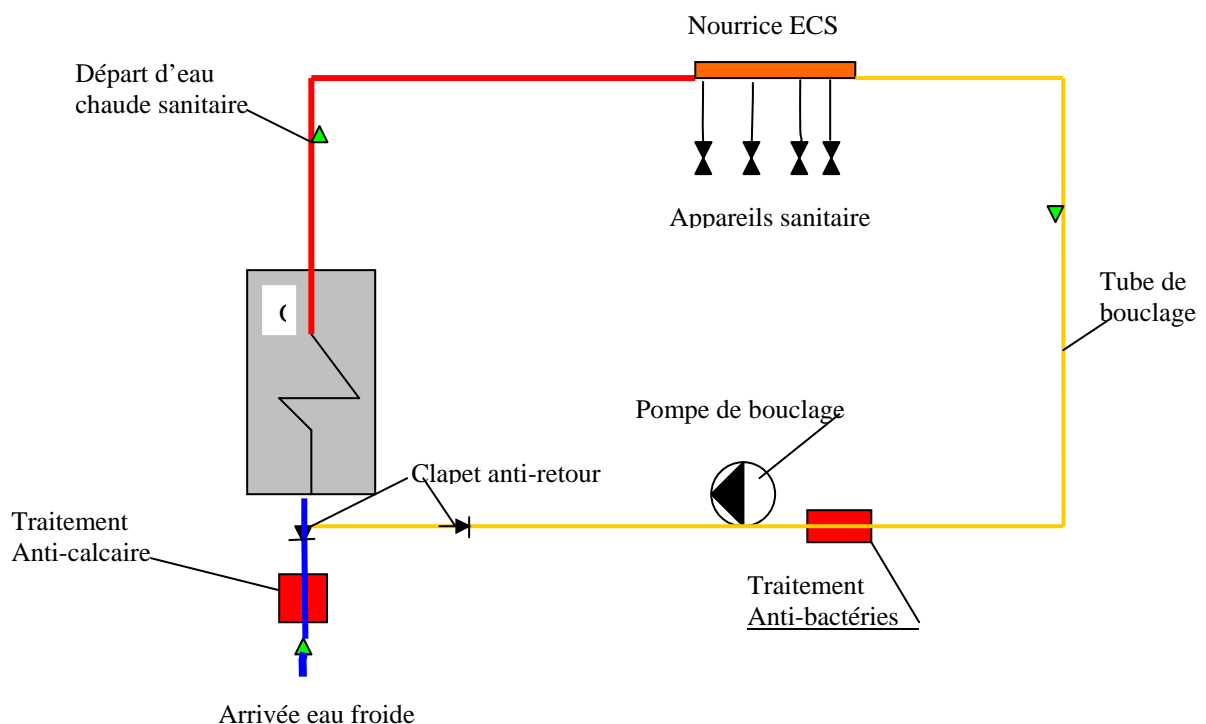 Nourrice ECS
Départ d'eau
chaude sanitaire
Appareils sanitaire
Tube de
bouclage
Pompe de bouclage
Clapet anti-retour
Traitement
Anti-calcaire
Traitement
Anti-bactéries
Arrivée eau froide